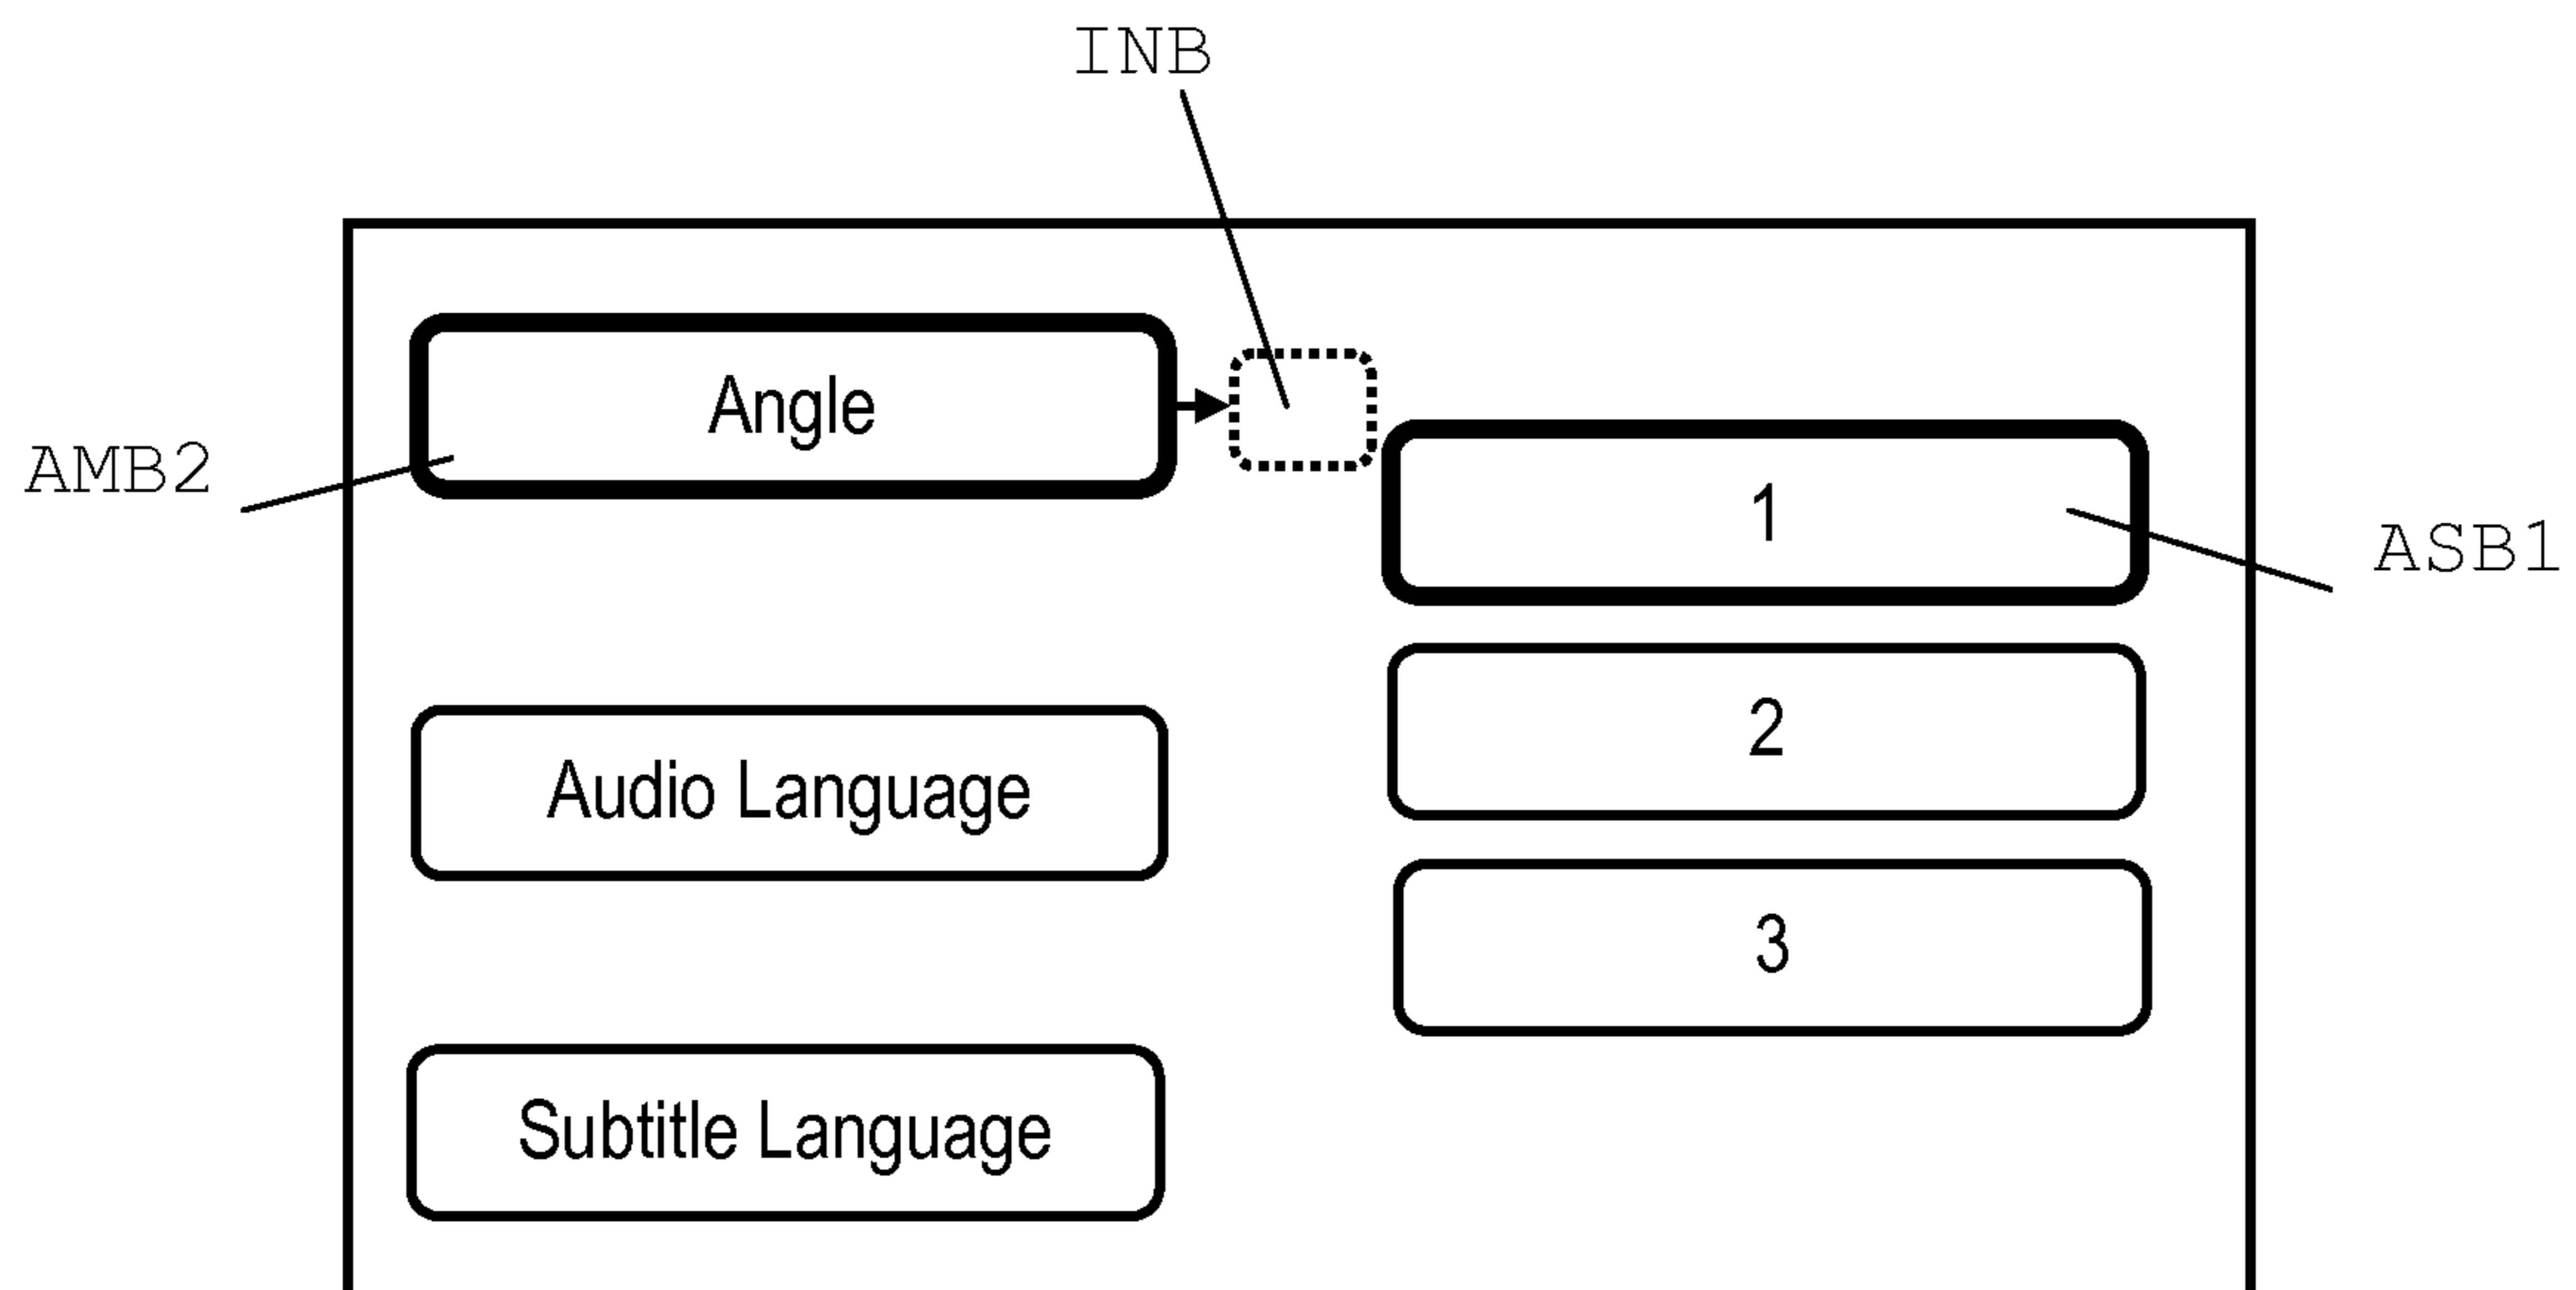 INB
Angle
AMB2
1
ASB1
2
Audio Language
3
Subtitle Language